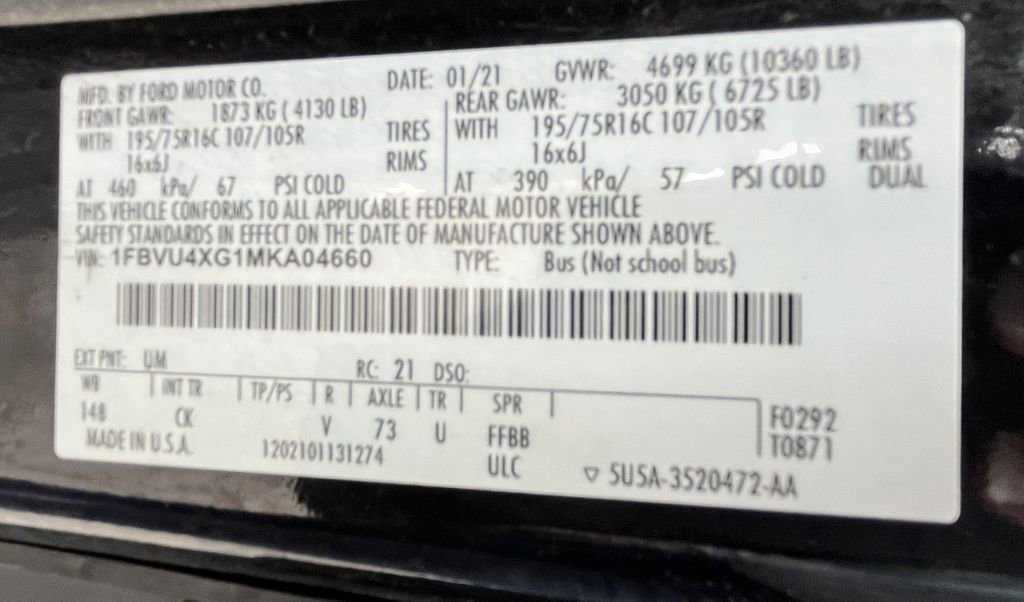 MFD. BY FORD MOTOR CO. DATE: 01/21 GVWR: 4699 KG (10360 LB)
FRONT GAWR: 1873 KG ( 4130 LB) REAR GAWR: 3050 KG ( 6725 LB)
WITH 195/75R16C 107/105R TIRES WITH 195/75R16C 107/105R TIRES
16x6J RIMS 16x6J RIMS
AT 460 kPa/ 67 PSI COLD AT 390 kPa/ 57 PSI COLD DUAL
THIS VEHICLE CONFORMS TO ALL APPLICABLE FEDERAL MOTOR VEHICLE
SAFETY STANDARDS IN EFFECT ON THE DATE OF MANUFACTURE SHOWN ABOVE.
VIN: 1FBVU4XG1MKA04660 TYPE: Bus (Not school bus)
EXT PNT: UM RC: 21 DSO:
WB INT TR TP/PS R AXLE TR SPR
148 CK V 73 U FFBB F0292
MADE IN U.S.A. 1202101131274 ULC T0871
▽ 5U5A-3520472-AA